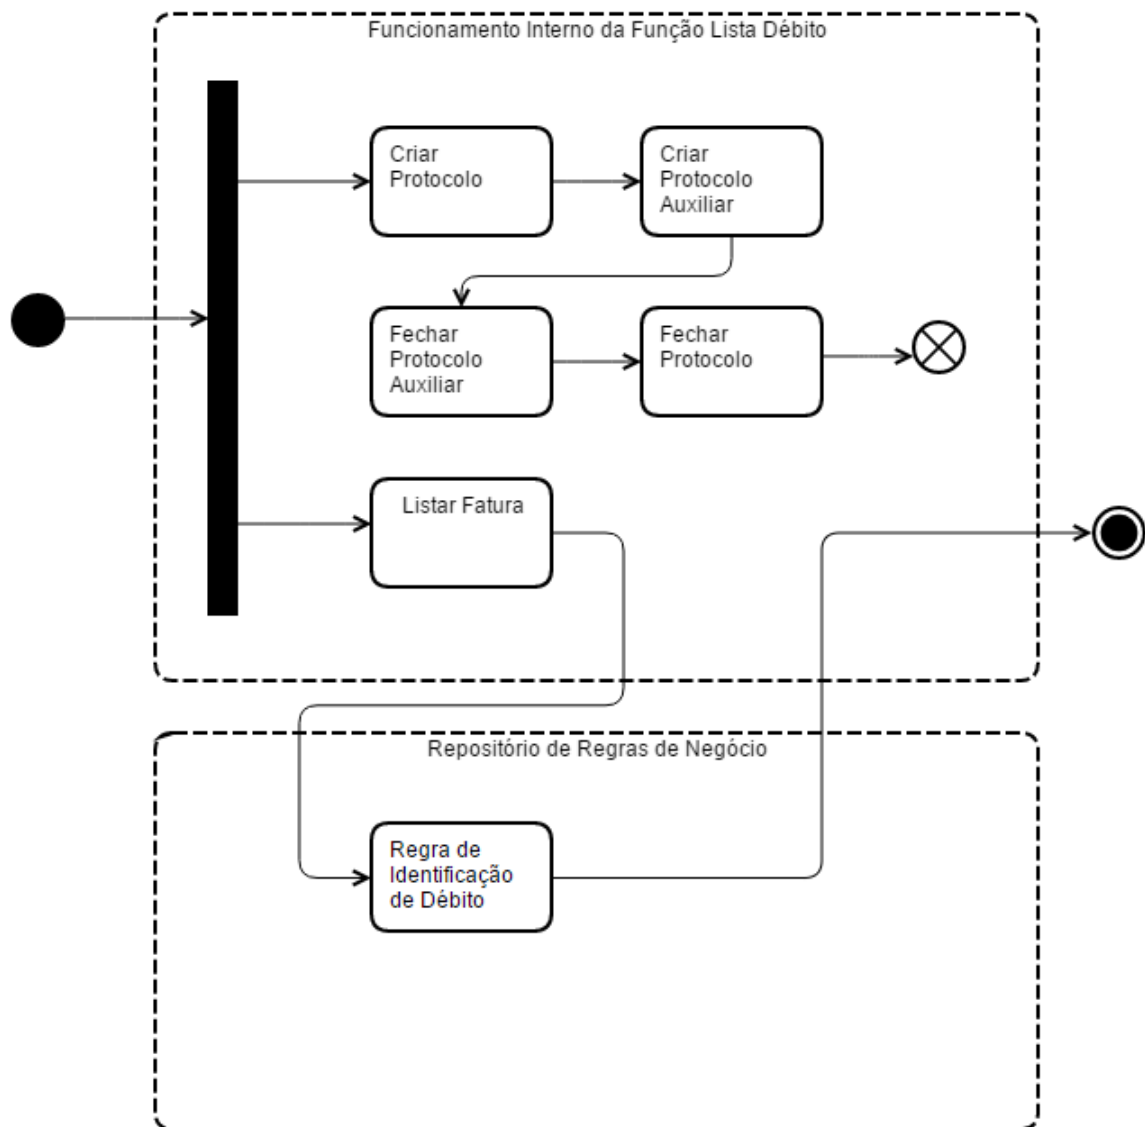 Funcionamento Interno da Função Lista Débito
Criar
Protocolo
Criar
Protocolo
Auxiliar
Fechar
Protocolo
Auxiliar
Fechar
Protocolo
Listar Fatura
Repositório de Regras de Negócio
Regra de
Identificação
de Débito